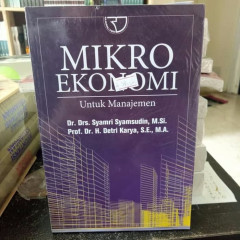 MIKRO
EKONOMI
Untuk Manajemen
Dr. Drs. Syamri Syamsudin, M.Si.
Prof. Dr. H. Detri Karya, S.E., M.A.